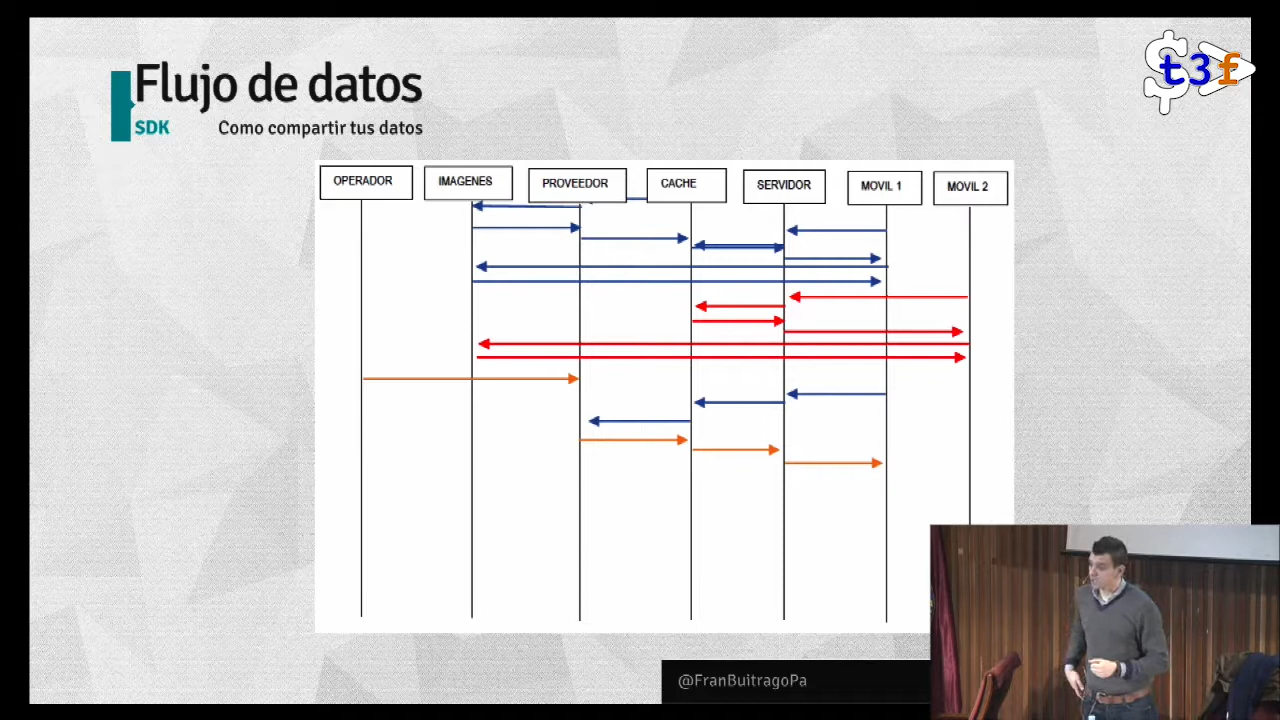 Flujo de datos
SDK Como compartir tus datos
t3f
OPERADOR IMAGENES PROVEEDOR CACHE SERVIDOR MOVIL 1 MOVIL 2
@FranBuitragoPa